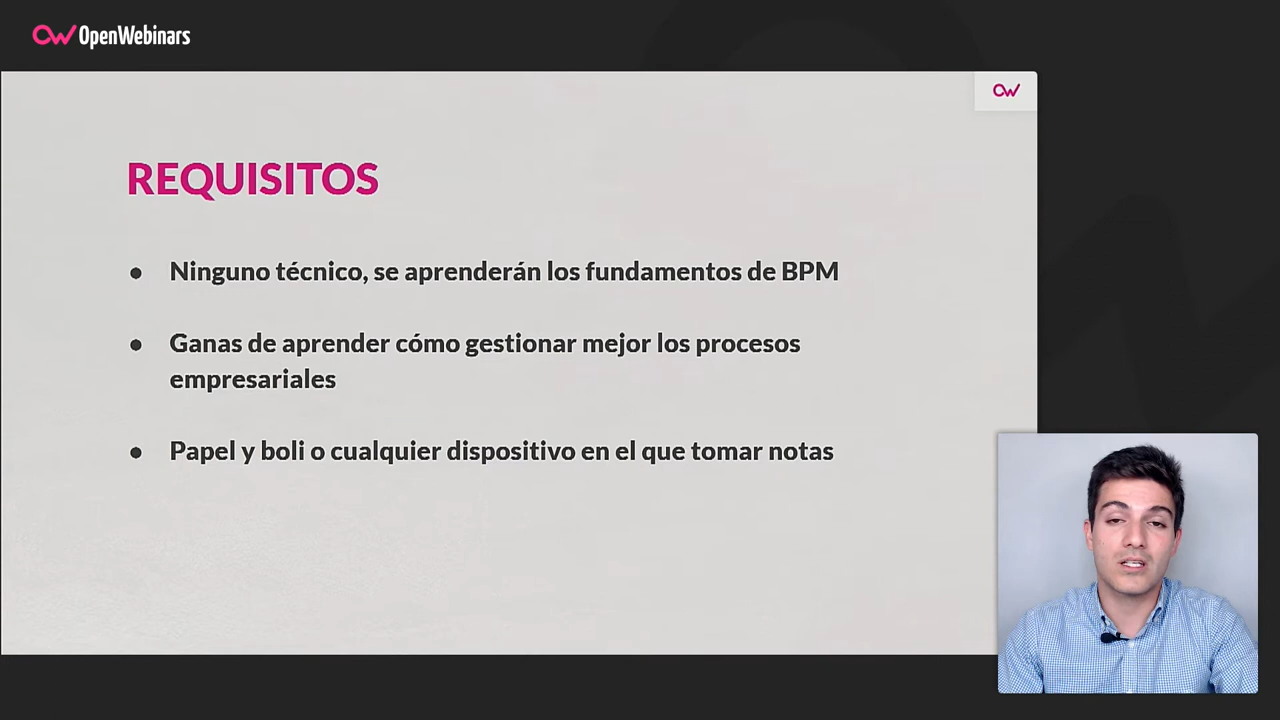 OpenWebinars
REQUISITOS
● Ninguno técnico, se aprenderán los fundamentos de BPM
● Ganas de aprender cómo gestionar mejor los procesos
empresariales
● Papel y boli o cualquier dispositivo en el que tomar notas